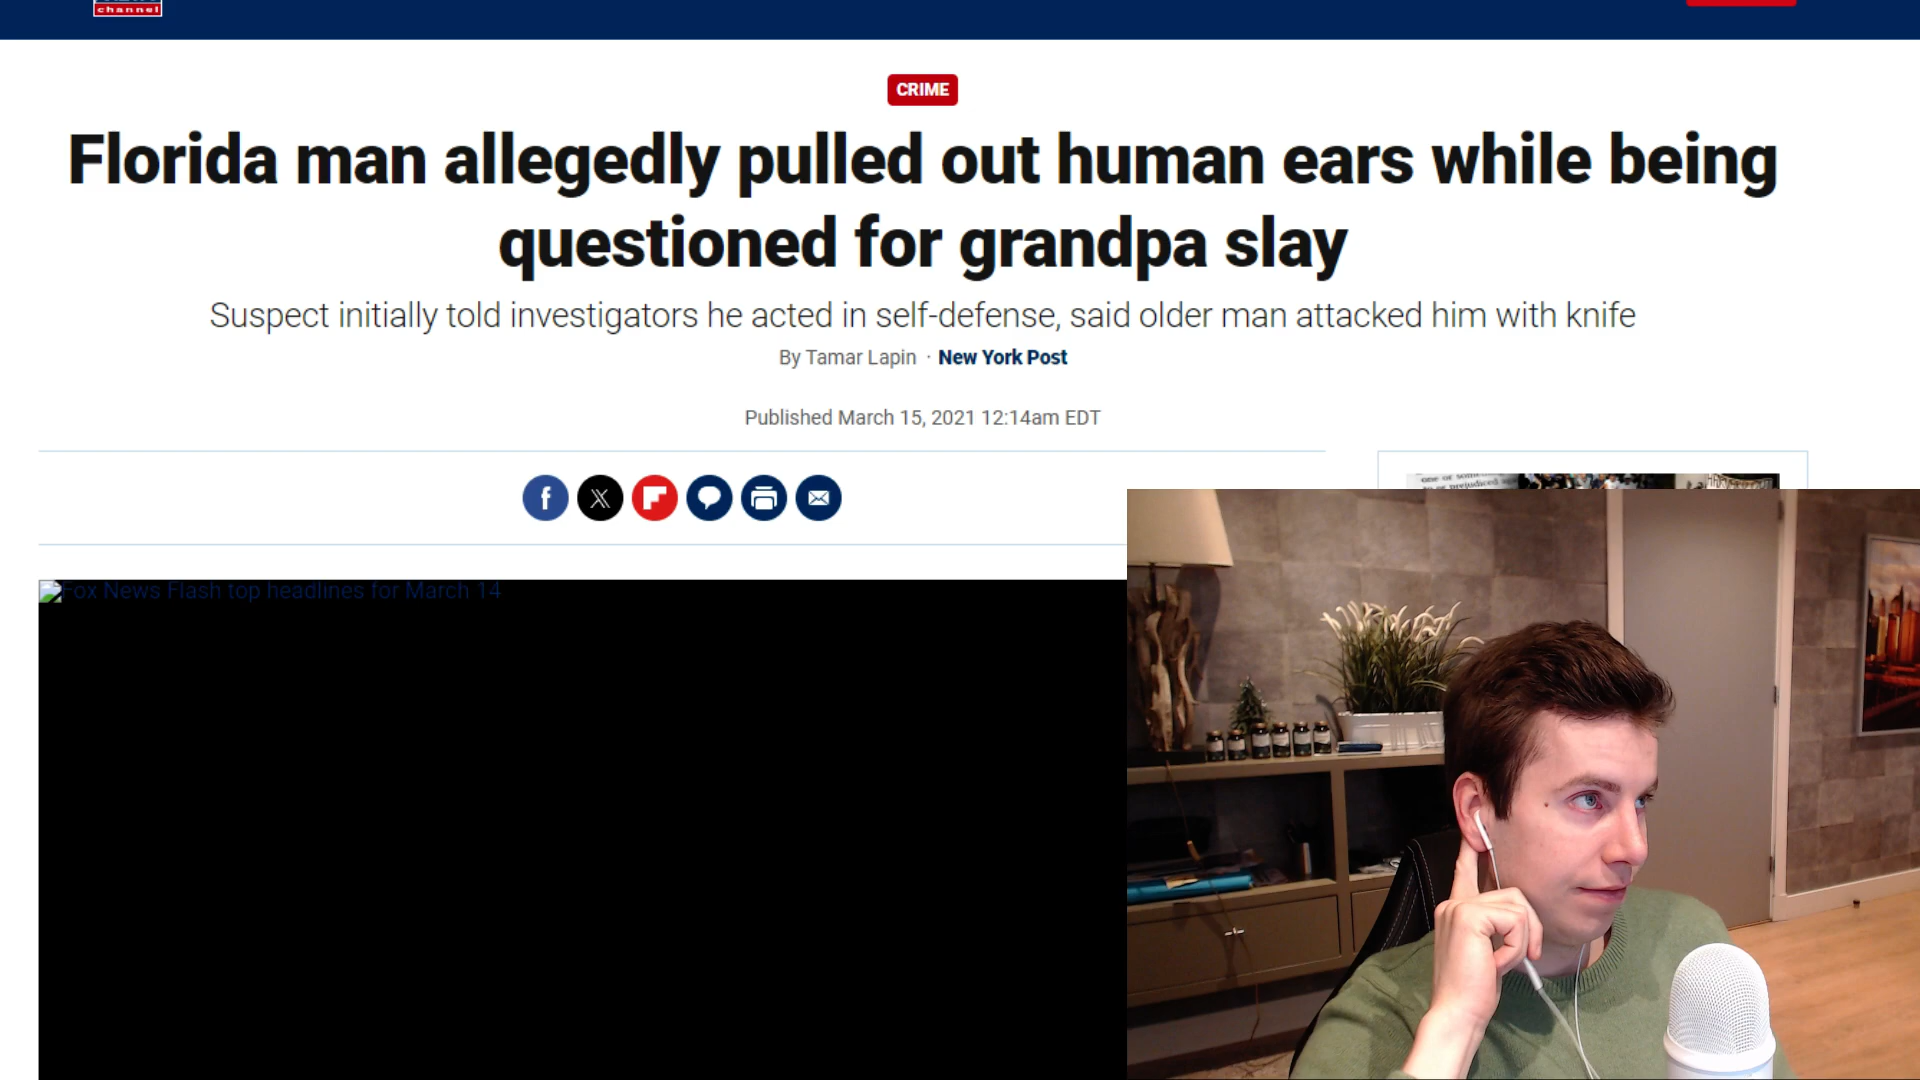 channel
CRIME
Florida man allegedly pulled out human ears while being
questioned for grandpa slay
Suspect initially told investigators he acted in self-defense, said older man attacked him with knife
By Tamar Lapin · New York Post
Published March 15, 2021 12:14am EDT
Fox News Flash top headlines for March 14